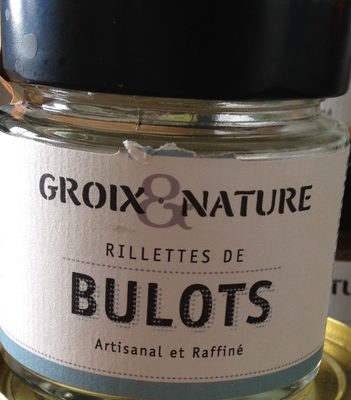 GROIX & NATURE
RILLETTES DE
BULOTS
Artisanal et Raffiné